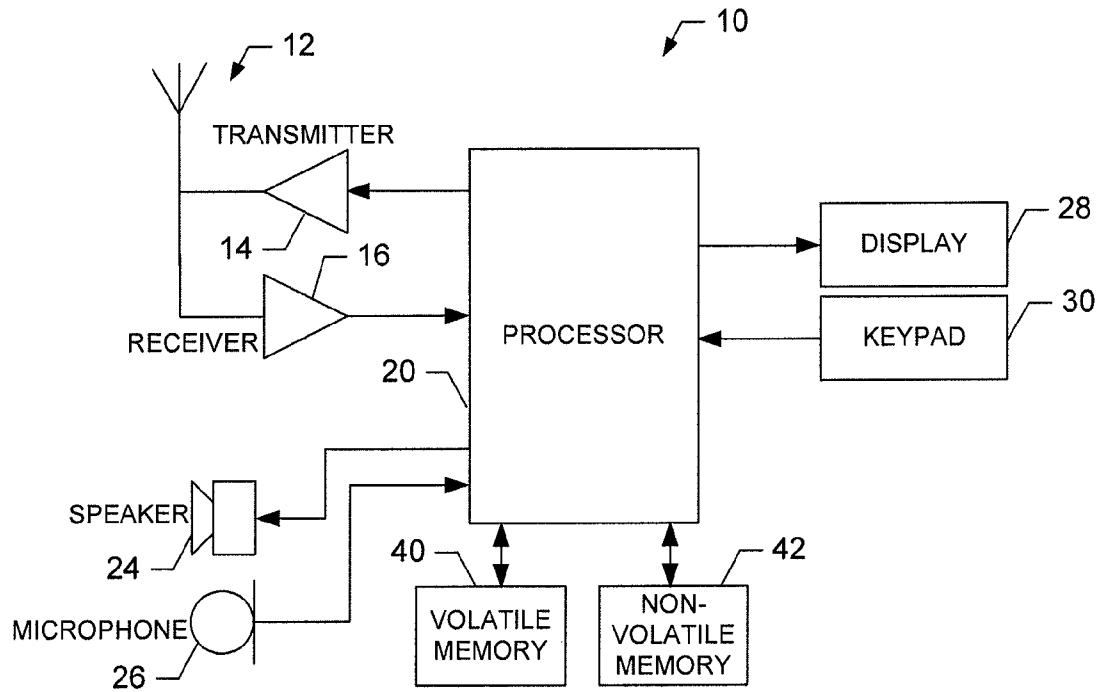 10
12
TRANSMITTER
14
16
RECEIVER
PROCESSOR
20
DISPLAY
28
KEYPAD
30
SPEAKER
24
MICROPHONE
26
40
VOLATILE
MEMORY
42
NON-
VOLATILE
MEMORY